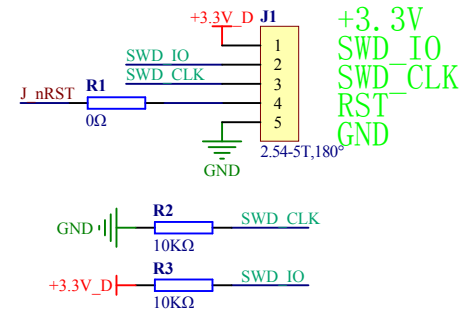 +3.3V_D J1 +3.3V
1
SWD_IO 2 SWD_IO
SWD_CLK 3 SWD_CLK
J_nRST R1 4 RST
0Ω 5 GND
GND 2.54-5T,180°
GND R2 SWD_CLK
10KΩ
+3.3V_D R3 SWD_IO
10KΩ